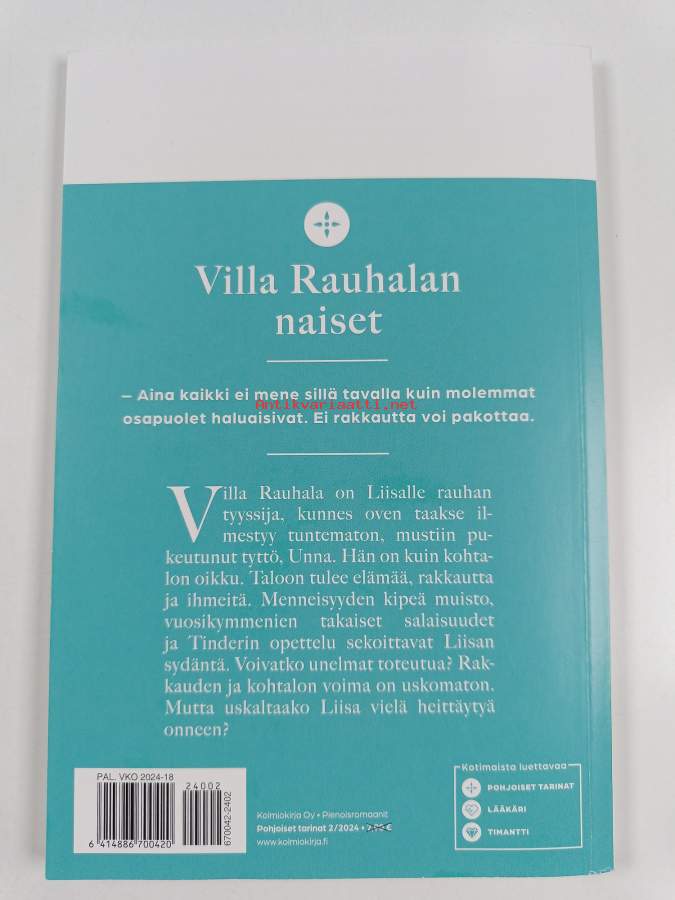 Villa Rauhalan
naiset
– Aina kaikki ei mene sillä tavalla kuin molemmat
osapuolet haluaisivat. Ei rakkautta voi pakottaa.
Antikvariaatti.net
Villa Rauhala on Liisalle rauhan
tyyssija, kunnes oven taakse il-
mestyy tuntematon, mustiin pu-
keutunut tyttö, Unna. Hän on kuin kohta-
lon oikku. Taloon tulee elämää, rakkautta
ja ihmeitä. Menneisyyden kipeä muisto,
vuosikymmenien takaiset salaisuudet
ja Tinderin opettelu sekoittavat Liisan
sydäntä. Voivatko unelmat toteutua? Rak-
kauden ja kohtalon voima on uskomaton.
Mutta uskaltaako Liisa vielä heittäytyä
onneen?
PAL. VKO 2024-18
24002
6 414886 700420
670042-2402
Kolmiokirja Oy • Pienoisromaanit
Pohjoiset tarinat 2/2024 • €
www.kolmiokirja.fi
Kotimaista luettavaa
POHJOISET TARINAT
LÄÄKÄRI
TIMANTTI